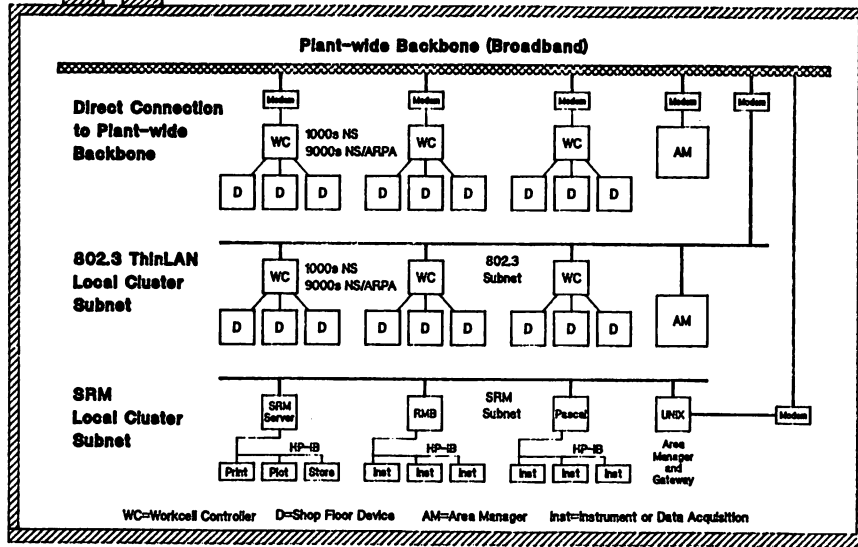 Plant-wide Backbone (Broadband)
Modem Modem Modem Modem Modem
Direct Connection
to Plant-wide
Backbone
WC 1000s NS
9000s NS/ARPA
WC WC AM
D D D D D D D D D
802.3 ThinLAN
Local Cluster
Subnet
WC 1000s NS
9000s NS/ARPA
WC 802.3
Subnet
WC
D D D D D D D D D AM
SRM
Local Cluster
Subnet
SRM
Server
RMB SRM
Subnet
Pascal UNIX Modem
HP-IB HP-IB HP-IB
Print Plot Store Inst Inst Inst Inst Inst Inst
Area
Manager
and
Gateway
WC=Workcell Controller D=Shop Floor Device AM=Area Manager Inst=Instrument or Data Acquisition